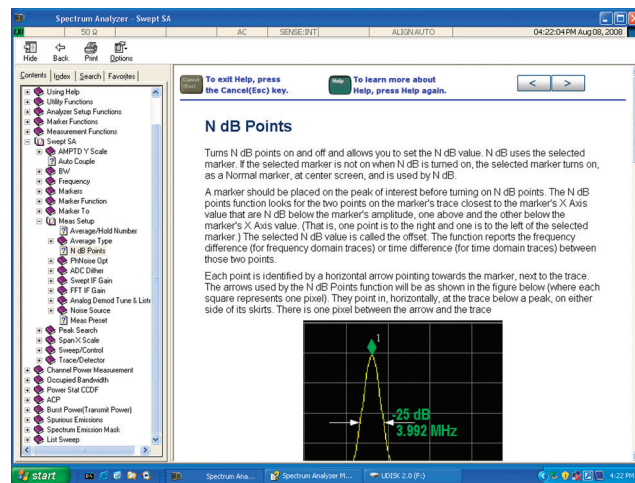 Spectrum Analyzer - Swept SA
50 Ω AC SENSE:INT ALIGN AUTO 04:22:04 PM Aug 08, 2008
Hide Back Print Options
Contents Index Search Favorites
Using Help
Utility Functions
Analyzer Setup Functions
Marker Functions
Measurement Functions
Swept SA
AMPTD Y Scale
Auto Couple
BW
Frequency
Markers
Marker Function
Marker To
Meas Setup
Average/Hold Number
Average Type
N dB Points
PhNoise Opt
ADC Dither
Swept IF Gain
FFT IF Gain
Analog Demod Tune & Liste
Noise Source
Meas Preset
Peak Search
Span X Scale
Sweep/Control
Trace/Detector
Channel Power Measurement
Occupied Bandwidth
Power Stat CCDF
ACP
Burst Power(Transmit Power)
Spurious Emissions
Spectrum Emission Mask
List Sweep
Cancel (Esc)
To exit Help, press
the Cancel(Esc) key.
Help
To learn more about
Help, press Help again.
< >
N dB Points
Turns N dB points on and off and allows you to set the N dB value. N dB uses the selected
marker. If the selected marker is not on when N dB is turned on, the selected marker turns on,
as a Normal marker, at center screen, and is used by N dB.
A marker should be placed on the peak of interest before turning on N dB points. The N dB
points function looks for the two points on the marker's trace closest to the marker's X Axis
value that are N dB below the marker's amplitude, one above and the other below the
marker's X Axis value. (That is, one point is to the right and one is to the left of the selected
marker.) The selected N dB value is called the offset. The function reports the frequency
difference (for frequency domain traces) or time difference (for time domain traces) between
those two points.
Each point is identified by a horizontal arrow pointing towards the marker, next to the trace.
The arrows used by the N dB Points function will be as shown in the figure below (where each
square represents one pixel). They point in, horizontally, at the trace below a peak, on either
side of its skirts. There is one pixel between the arrow and the trace
1
-25 dB
3.992 MHz
start
Spectrum Ana...
Spectrum Analyzer M...
UDISK 2.0 (F:)
4:22 PM